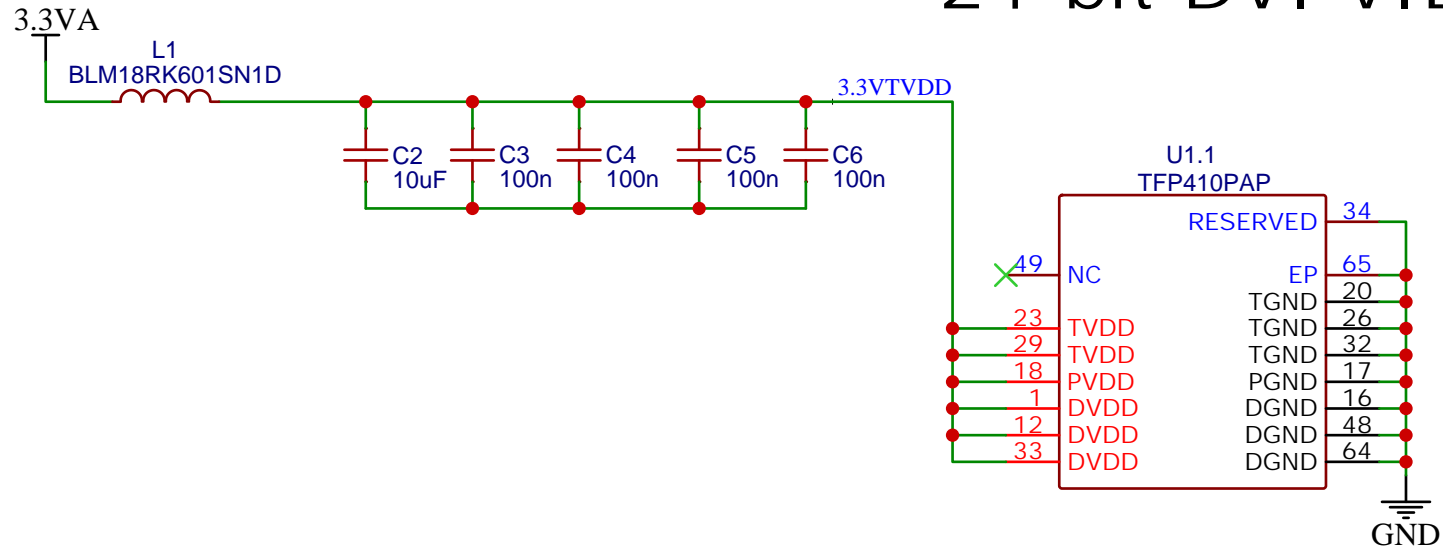 3.3VA
L1
BLM18RK601SN1D
3.3VTVDD
C2
10uF
C3
100n
C4
100n
C5
100n
C6
100n
U1.1
TFP410PAP
RESERVED 34
49 NC
EP 65
TGND 20
23 TVDD
TGND 26
29 TVDD
TGND 32
18 PVDD
PGND 17
1 DVDD
DGND 16
12 DVDD
DGND 48
33 DVDD
DGND 64
GND